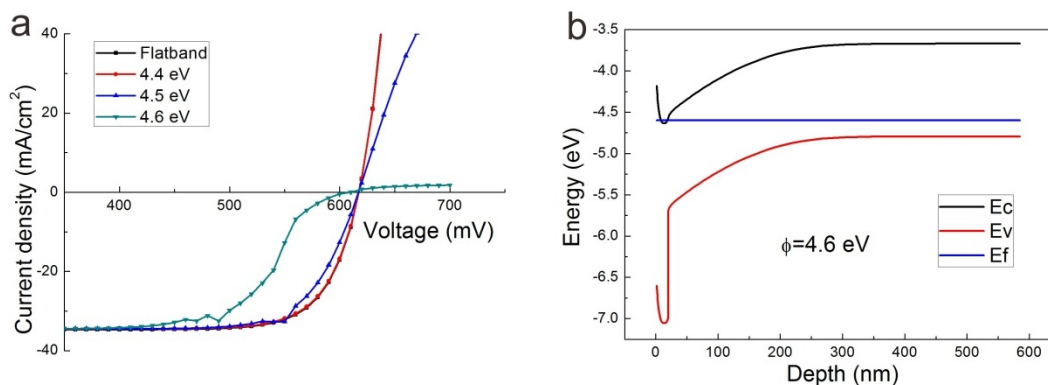 a
Current density (mA/cm²)
40
20
0
-20
-40
Flatband
4.4 eV
4.5 eV
4.6 eV
400
600
700
Voltage (mV)
b
Energy (eV)
-3.5
-4.0
-4.5
-5.0
-5.5
-6.0
-6.5
-7.0
ϕ=4.6 eV
Ec
Ev
Ef
0
100
200
300
400
500
600
Depth (nm)